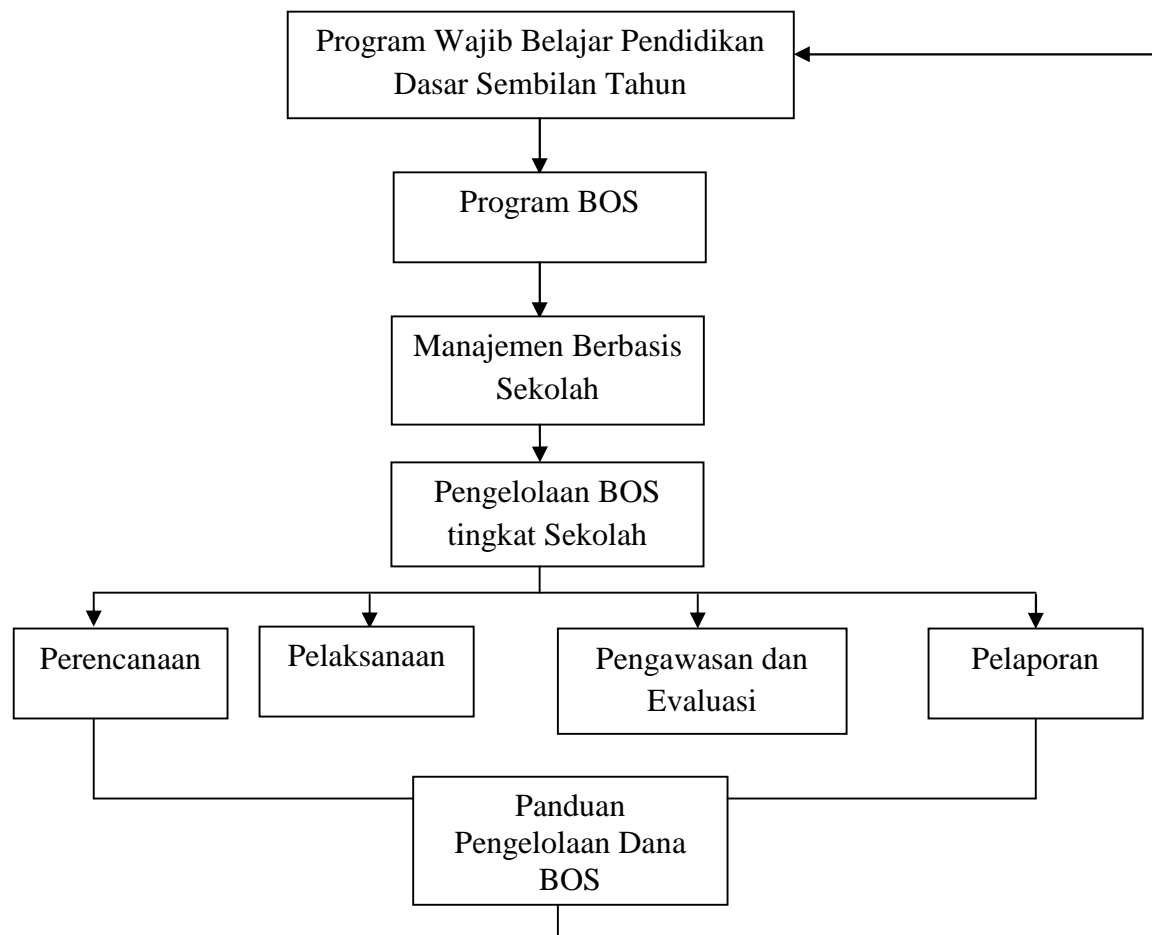 Program Wajib Belajar Pendidikan
Dasar Sembilan Tahun
Program BOS
Manajemen Berbasis
Sekolah
Pengelolaan BOS
tingkat Sekolah
Perencanaan
Pelaksanaan
Pengawasan dan
Evaluasi
Pelaporan
Panduan
Pengelolaan Dana
BOS